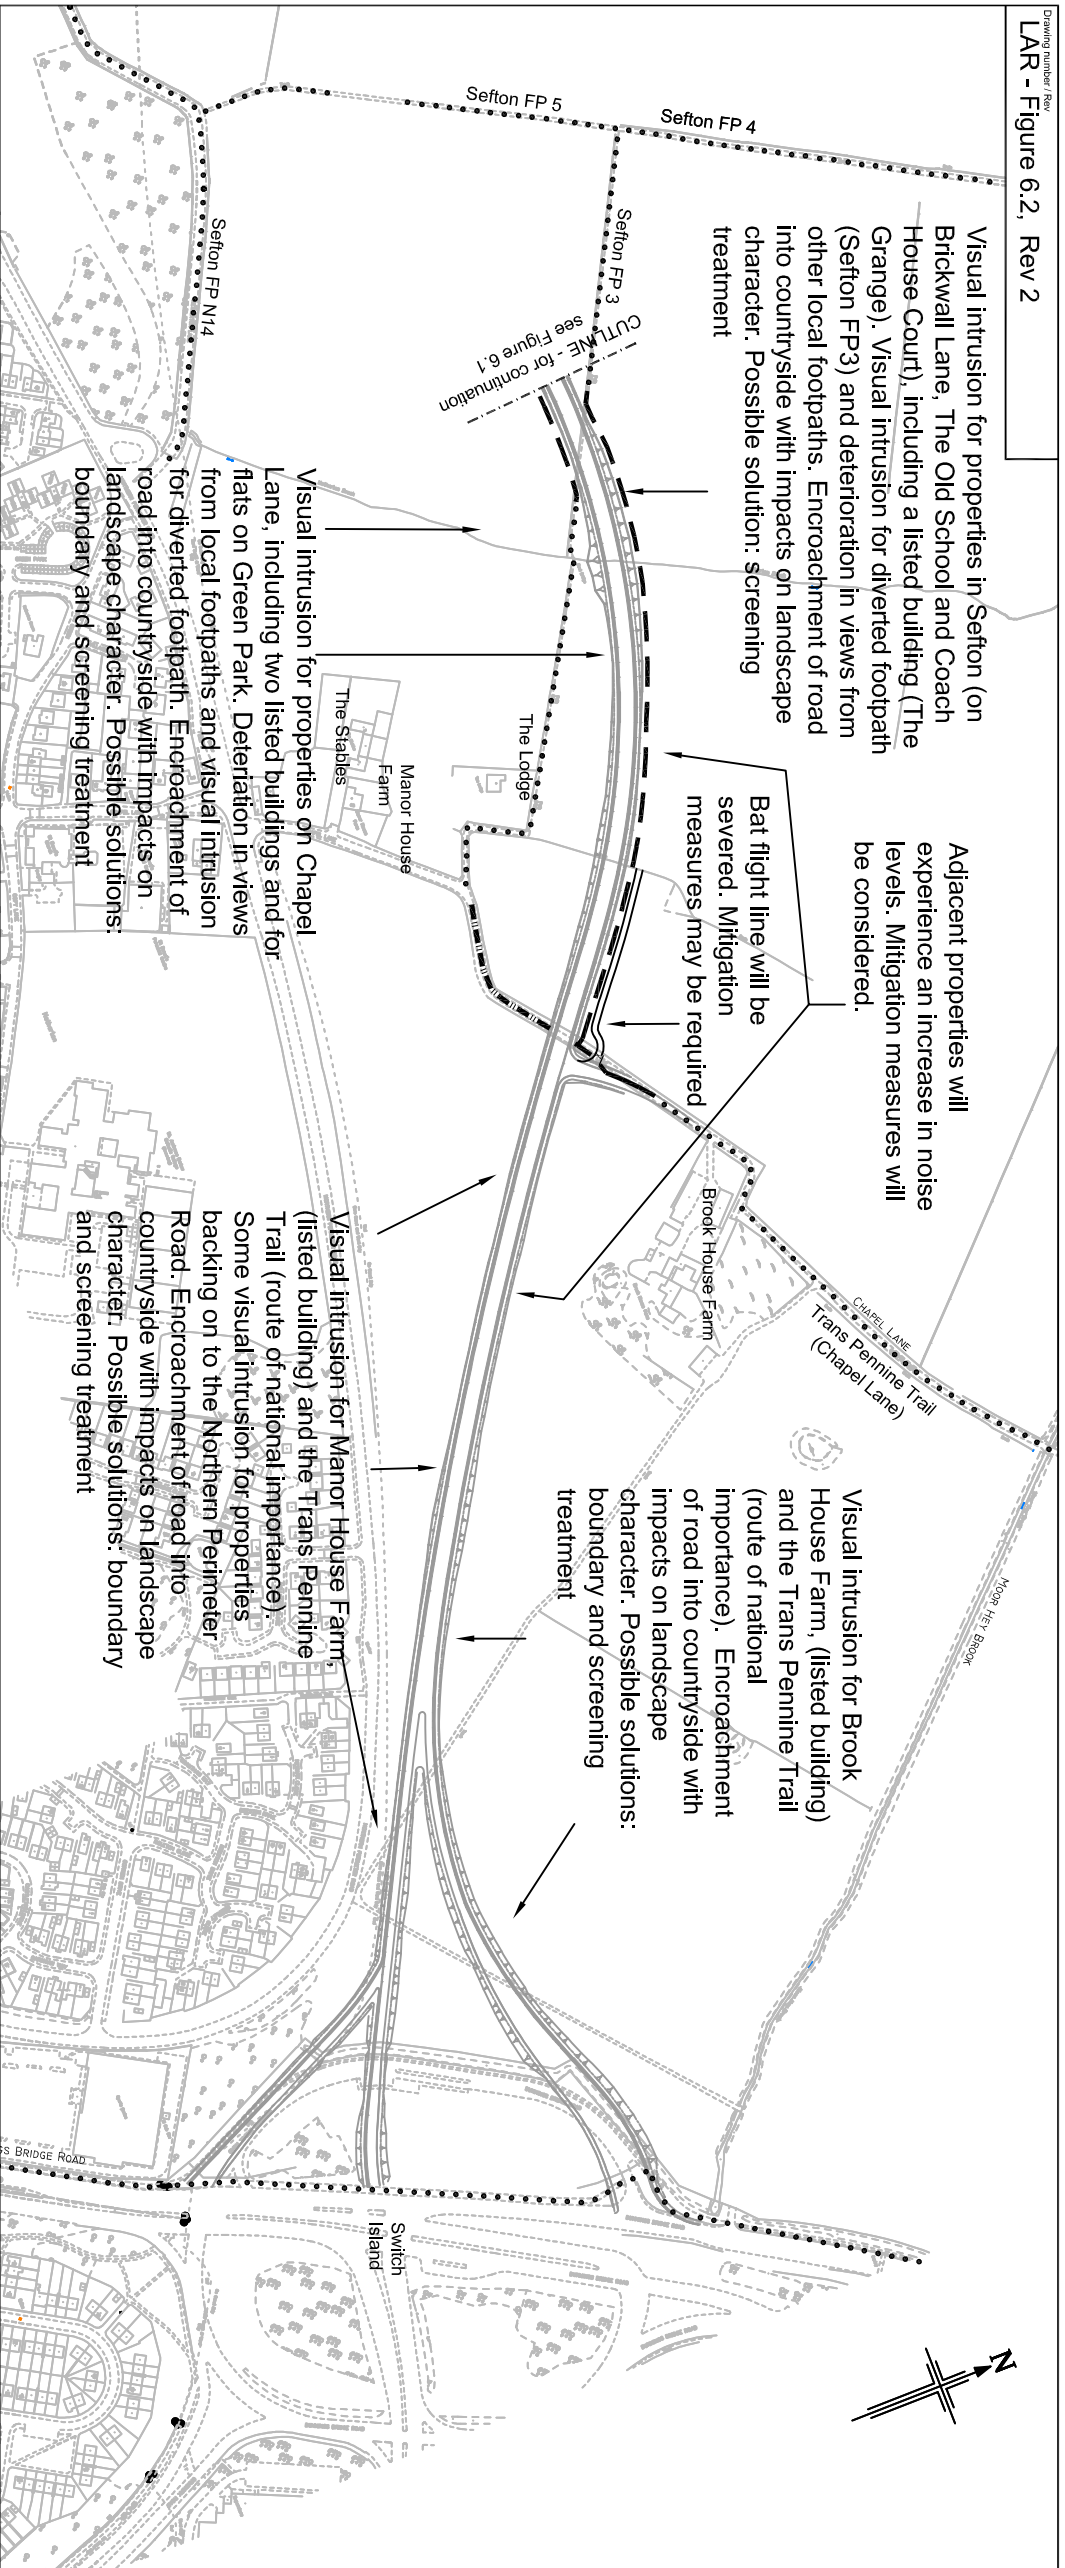 Drawing number / Rev
LAR - Figure 6.2, Rev 2
Sefton FP 5
Sefton FP 4
Sefton FP 3
Sefton FP N14
CUTLINE - for continuation
see Figure 6.1
Visual intrusion for properties in Sefton (on
Brickwall Lane, The Old School and Coach
House Court), including a listed building (The
Grange). Visual intrusion for diverted footpath
(Sefton FP3) and deterioration in views from
other local footpaths. Encroachment of road
into countryside with impacts on landscape
character. Possible solution: screening
treatment
Adjacent properties will
experience an increase in noise
levels. Mitigation measures will
be considered.
Bat flight line will be
severed. Mitigation
measures may be required
Visual intrusion for properties on Chapel
Lane, including two listed buildings and for
flats on Green Park. Deteriation in views
from local footpaths and visual intrusion
for diverted footpath. Encroachment of
road into countryside with impacts on
landscape character. Possible solutions:
boundary and screening treatment
The Lodge
Manor House
Farm
The Stables
Brook House Farm
CHAPEL LANE
Trans Pennine Trail
(Chapel Lane)
MOOR HEY BROOK
Visual intrusion for Manor House Farm,
(listed building) and the Trans Pennine
Trail (route of national importance).
Some visual intrusion for properties
backing on to the Northern Perimeter
Road. Encroachment of road into
countryside with impacts on landscape
character. Possible solutions: boundary
and screening treatment
Visual intrusion for Brook
House Farm, (listed building)
and the Trans Pennine Trail
(route of national
importance). Encroachment
of road into countryside with
impacts on landscape
character. Possible solutions:
boundary and screening
treatment
BRIDGE ROAD
Switch
Island
N